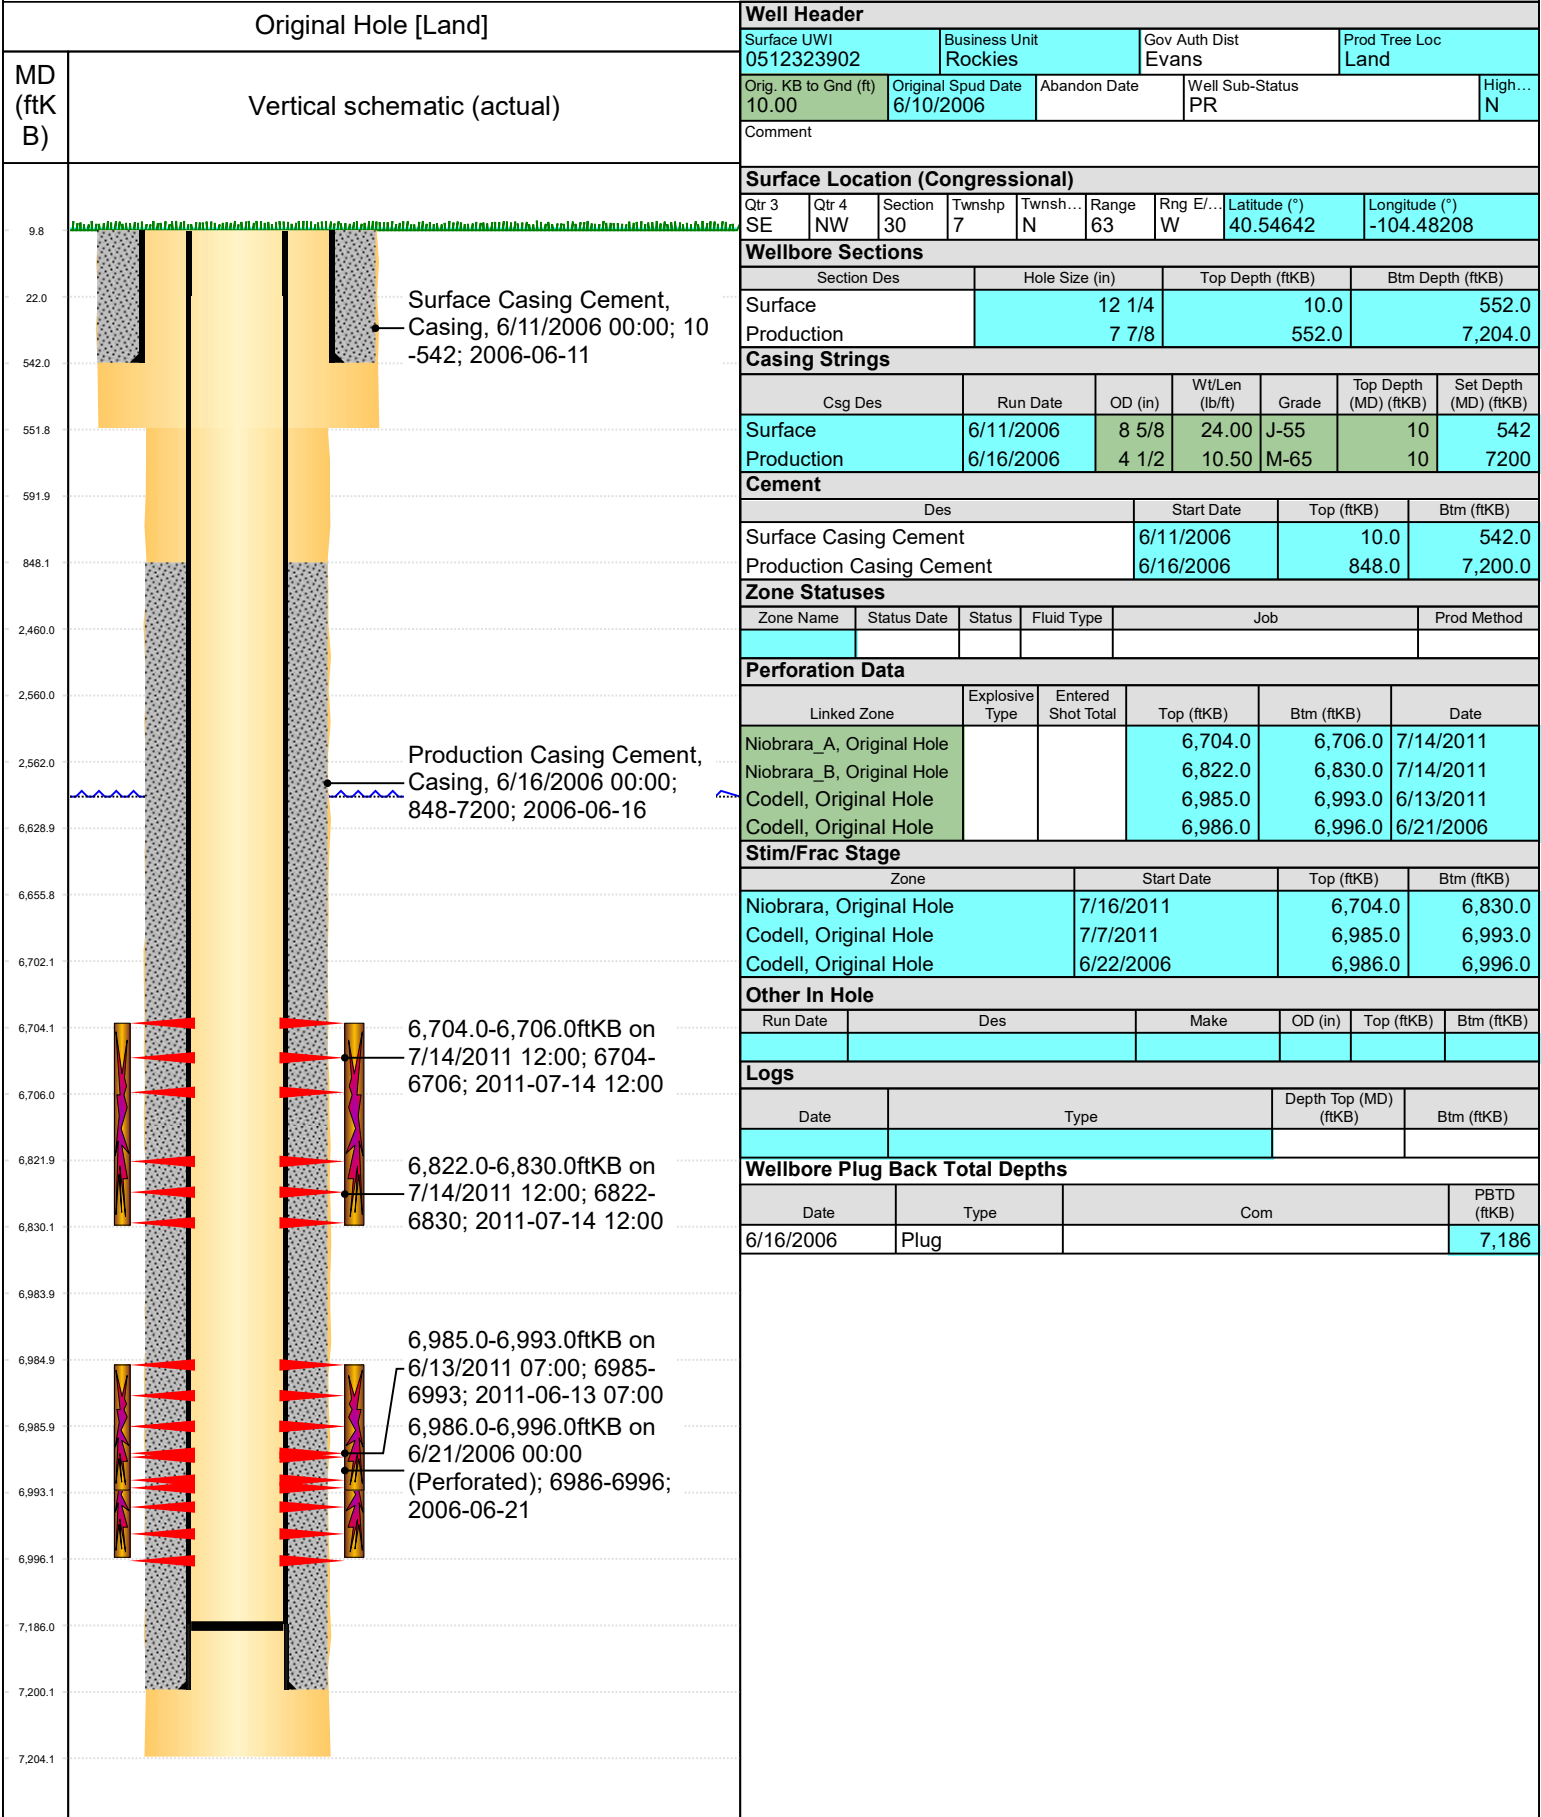 Original Hole [Land]
MD
(ftK
B)
Vertical schematic (actual)
9.8
22.0
542.0
551.8
591.9
848.1
2,460.0
2,560.0
2,562.0
6,628.9
6,655.8
6,702.1
6,704.1
6,706.0
6,821.9
6,830.1
6,983.9
6,984.9
6,985.9
6,993.1
6,996.1
7,186.0
7,200.1
7,204.1
Surface Casing Cement,
Casing, 6/11/2006 00:00; 10
-542; 2006-06-11
Production Casing Cement,
Casing, 6/16/2006 00:00;
848-7200; 2006-06-16
6,704.0-6,706.0ftKB on
7/14/2011 12:00; 6704-
6706; 2011-07-14 12:00
6,822.0-6,830.0ftKB on
7/14/2011 12:00; 6822-
6830; 2011-07-14 12:00
6,985.0-6,993.0ftKB on
6/13/2011 07:00; 6985-
6993; 2011-06-13 07:00
6,986.0-6,996.0ftKB on
6/21/2006 00:00
(Perforated); 6986-6996;
2006-06-21
Well Header
Surface UWI Business Unit Gov Auth Dist Prod Tree Loc
0512323902 Rockies Evans Land
Orig. KB to Gnd (ft) Original Spud Date Abandon Date Well Sub-Status High...
10.00 6/10/2006 PR N
Comment
Surface Location (Congressional)
Qtr 3 Qtr 4 Section Twnshp Twnsh... Range Rng E/... Latitude (°) Longitude (°)
SE NW 30 7 N 63 W 40.54642 -104.48208
Wellbore Sections
Section Des Hole Size (in) Top Depth (ftKB) Btm Depth (ftKB)
Surface 12 1/4 10.0 552.0
Production 7 7/8 552.0 7,204.0
Casing Strings
Csg Des Run Date OD (in) Wt/Len (lb/ft) Grade Top Depth (MD) (ftKB) Set Depth (MD) (ftKB)
Surface 6/11/2006 8 5/8 24.00 J-55 10 542
Production 6/16/2006 4 1/2 10.50 M-65 10 7200
Cement
Des Start Date Top (ftKB) Btm (ftKB)
Surface Casing Cement 6/11/2006 10.0 542.0
Production Casing Cement 6/16/2006 848.0 7,200.0
Zone Statuses
Zone Name Status Date Status Fluid Type Job Prod Method
Perforation Data
Linked Zone Explosive Type Entered Shot Total Top (ftKB) Btm (ftKB) Date
Niobrara_A, Original Hole 6,704.0 6,706.0 7/14/2011
Niobrara_B, Original Hole 6,822.0 6,830.0 7/14/2011
Codell, Original Hole 6,985.0 6,993.0 6/13/2011
Codell, Original Hole 6,986.0 6,996.0 6/21/2006
Stim/Frac Stage
Zone Start Date Top (ftKB) Btm (ftKB)
Niobrara, Original Hole 7/16/2011 6,704.0 6,830.0
Codell, Original Hole 7/7/2011 6,985.0 6,993.0
Codell, Original Hole 6/22/2006 6,986.0 6,996.0
Other In Hole
Run Date Des Make OD (in) Top (ftKB) Btm (ftKB)
Logs
Date Type Depth Top (MD) (ftKB) Btm (ftKB)
Wellbore Plug Back Total Depths
Date Type Com PBTD (ftKB)
6/16/2006 Plug 7,186